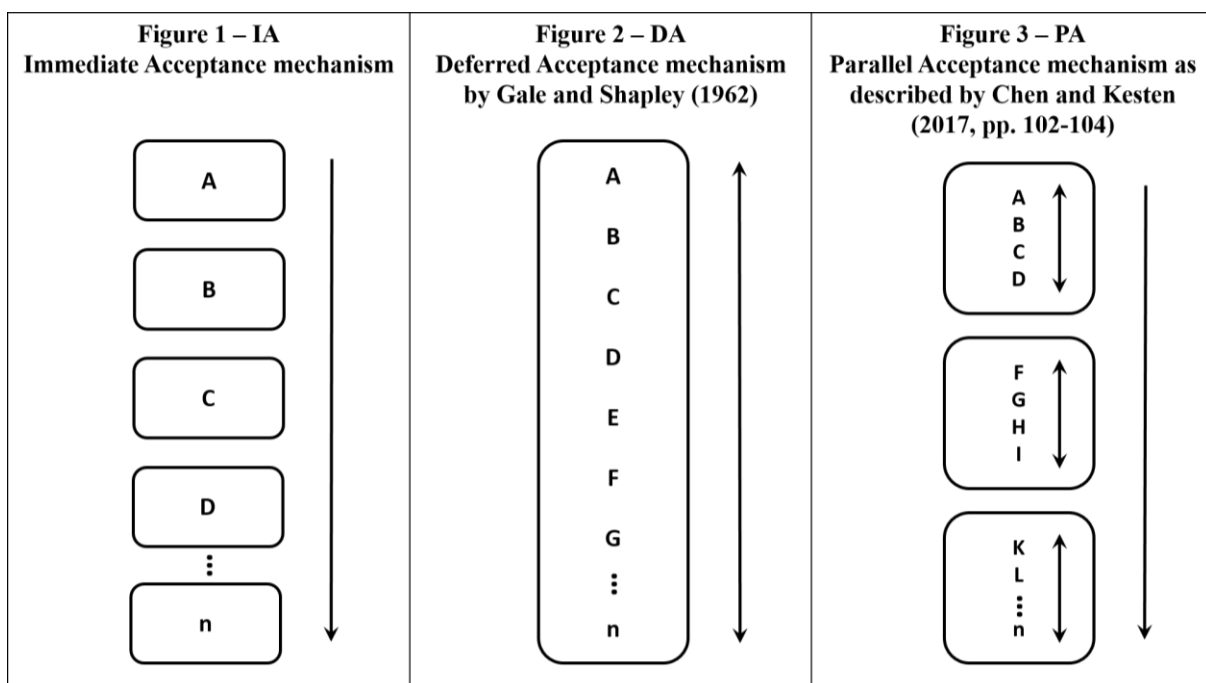 Figure 1 – IA
Immediate Acceptance mechanism
A
B
C
D
⋮
n
Figure 2 – DA
Deferred Acceptance mechanism
by Gale and Shapley (1962)
A
B
C
D
E
F
G
⋮
n
Figure 3 – PA
Parallel Acceptance mechanism as
described by Chen and Kesten
(2017, pp. 102-104)
A
B
C
D
F
G
H
I
K
L
⋮
n